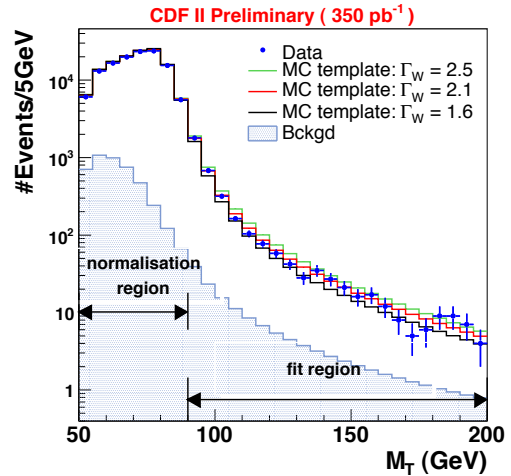 CDF II Preliminary ( 350 pb⁻¹)
#Events/5GeV
10⁴
10³
10²
10
1
Data
MC template: Γ_W = 2.5
MC template: Γ_W = 2.1
MC template: Γ_W = 1.6
Bckgd
normalisation
region
fit region
50 100 150 200
M_T (GeV)